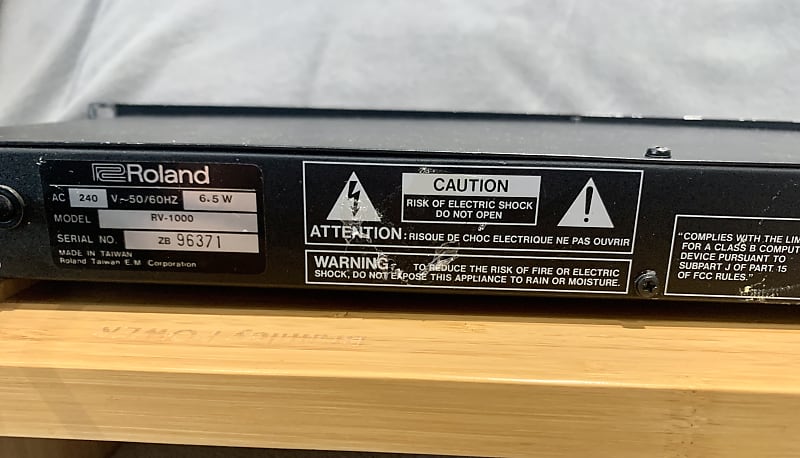 Roland
AC 240 V~50/60HZ 6.5 W
MODEL RV-1000
SERIAL NO. ZB 96371
MADE IN TAIWAN
Roland Taiwan E.M. Corporation
CAUTION
RISK OF ELECTRIC SHOCK
DO NOT OPEN
ATTENTION: RISQUE DE CHOC ELECTRIQUE NE PAS OUVRIR
WARNING: TO REDUCE THE RISK OF FIRE OR ELECTRIC
SHOCK, DO NOT EXPOSE THIS APPLIANCE TO RAIN OR MOISTURE.
"COMPLIES WITH THE LIM
FOR A CLASS B COMPUT
DEVICE PURSUANT TO
SUBPART J OF PART 15
OF FCC RULES."